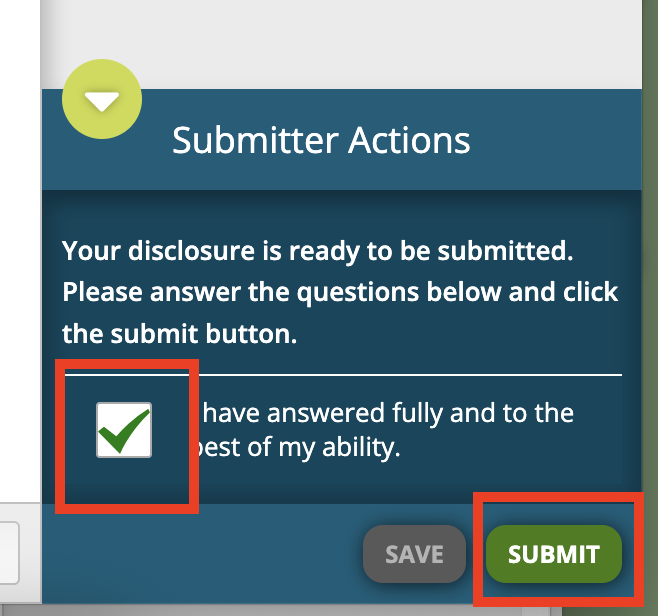 Submitter Actions
Your disclosure is ready to be submitted.
Please answer the questions below and click
the submit button.
have answered fully and to the
best of my ability.
SAVE
SUBMIT